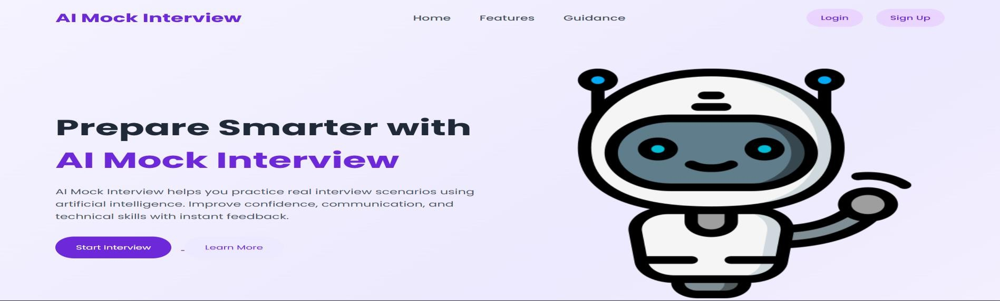 AI Mock Interview
Home Features Guidance
Login Sign Up
Prepare Smarter with
AI Mock Interview
AI Mock Interview helps you practice real interview scenarios using
artificial intelligence. Improve confidence, communication, and
technical skills with instant feedback.
Start Interview _ Learn More